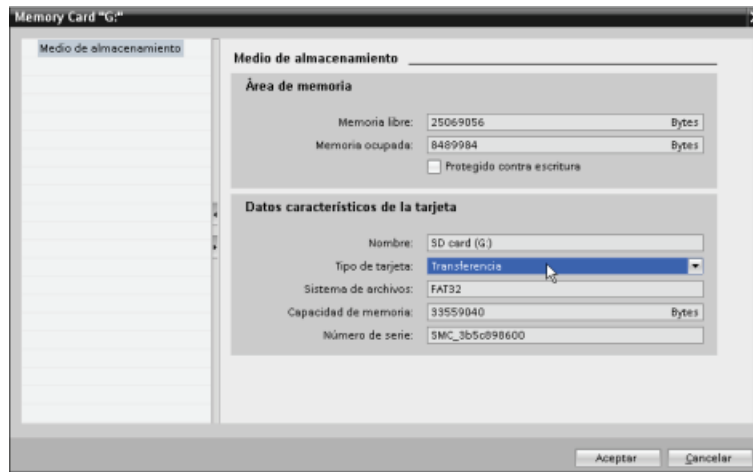 Memory Card "G:"
Medio de almacenamiento
Medio de almacenamiento
Área de memoria
Memoria libre: 25069056 Bytes
Memoria ocupada: 8489984 Bytes
Protegido contra escritura
Datos característicos de la tarjeta
Nombre: SD card (G:)
Tipo de tarjeta: Transferencia
Sistema de archivos: FAT32
Capacidad de memoria: 33559040 Bytes
Número de serie: SMC_3b5c898600
Aceptar Cancelar